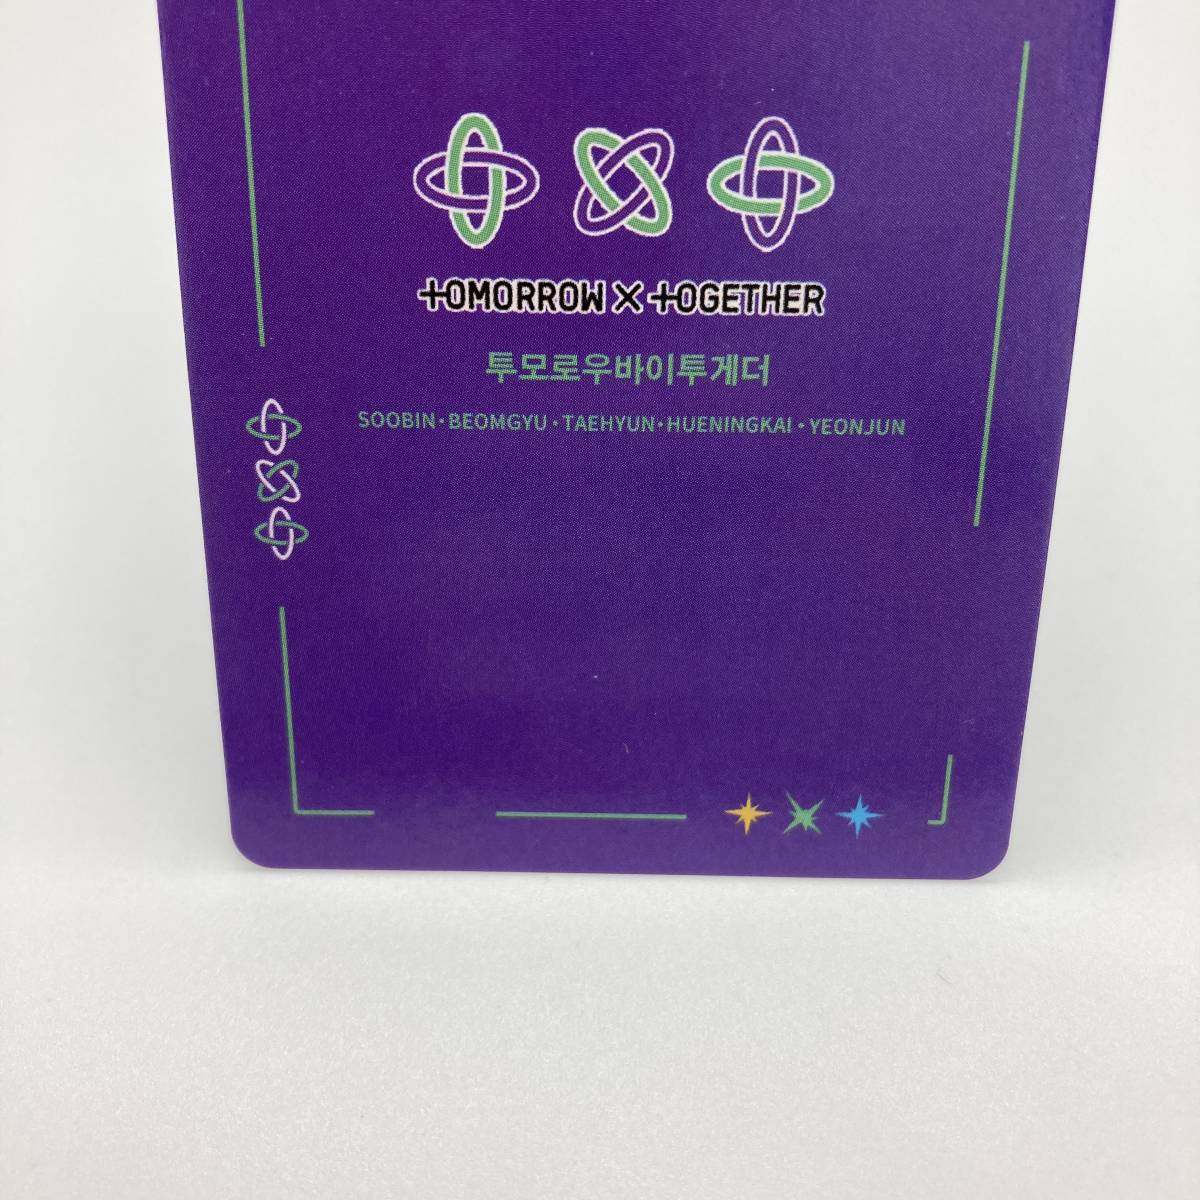 TOMORROW X TOGETHER
투모로우바이투게더
SOOBIN·BEOMGYU·TAEHYUN·HUENINGKAI·YEONJUN